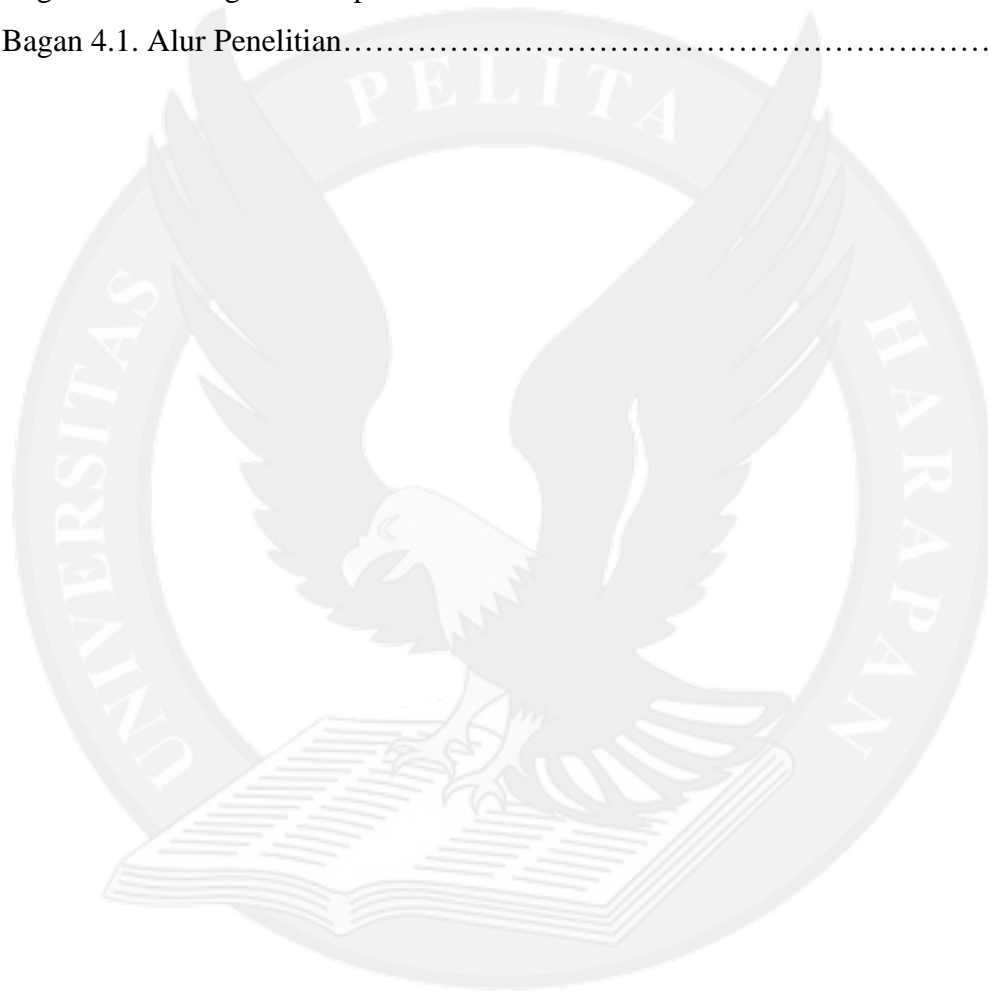 Bagan 4.1. Alur Penelitian……………………………………………….……
PELITA
UNIVERSITAS
HARAPAN